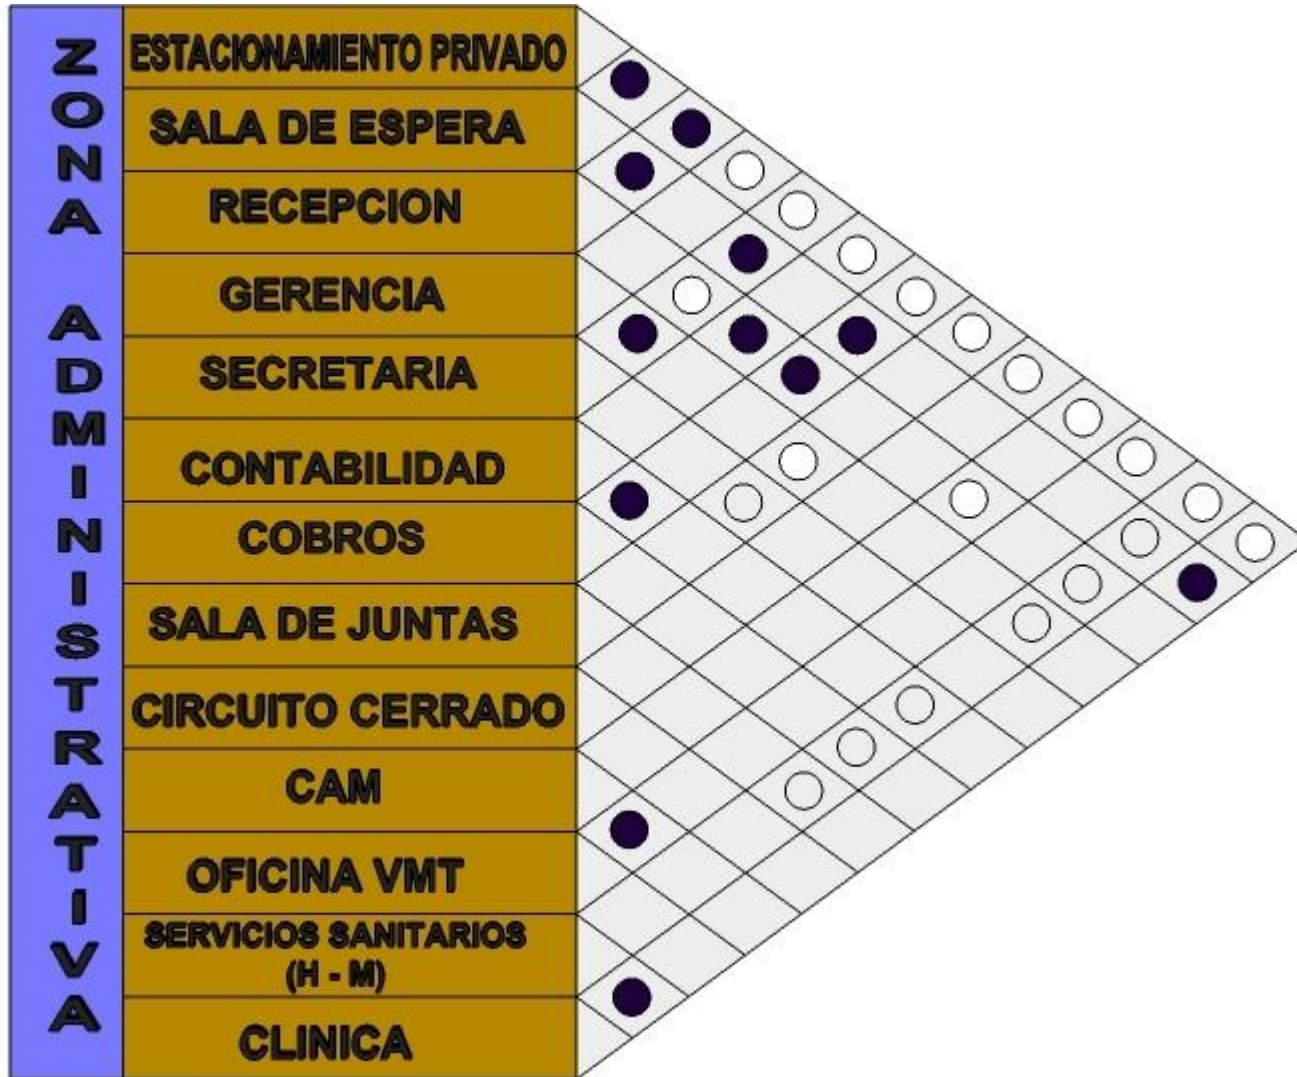 ZONA ADMINISTRATIVA
ESTACIONAMIENTO PRIVADO
SALA DE ESPERA
RECEPCION
GERENCIA
SECRETARIA
CONTABILIDAD
COBROS
SALA DE JUNTAS
CIRCUITO CERRADO
CAM
OFICINA VMT
SERVICIOS SANITARIOS
(H - M)
CLINICA